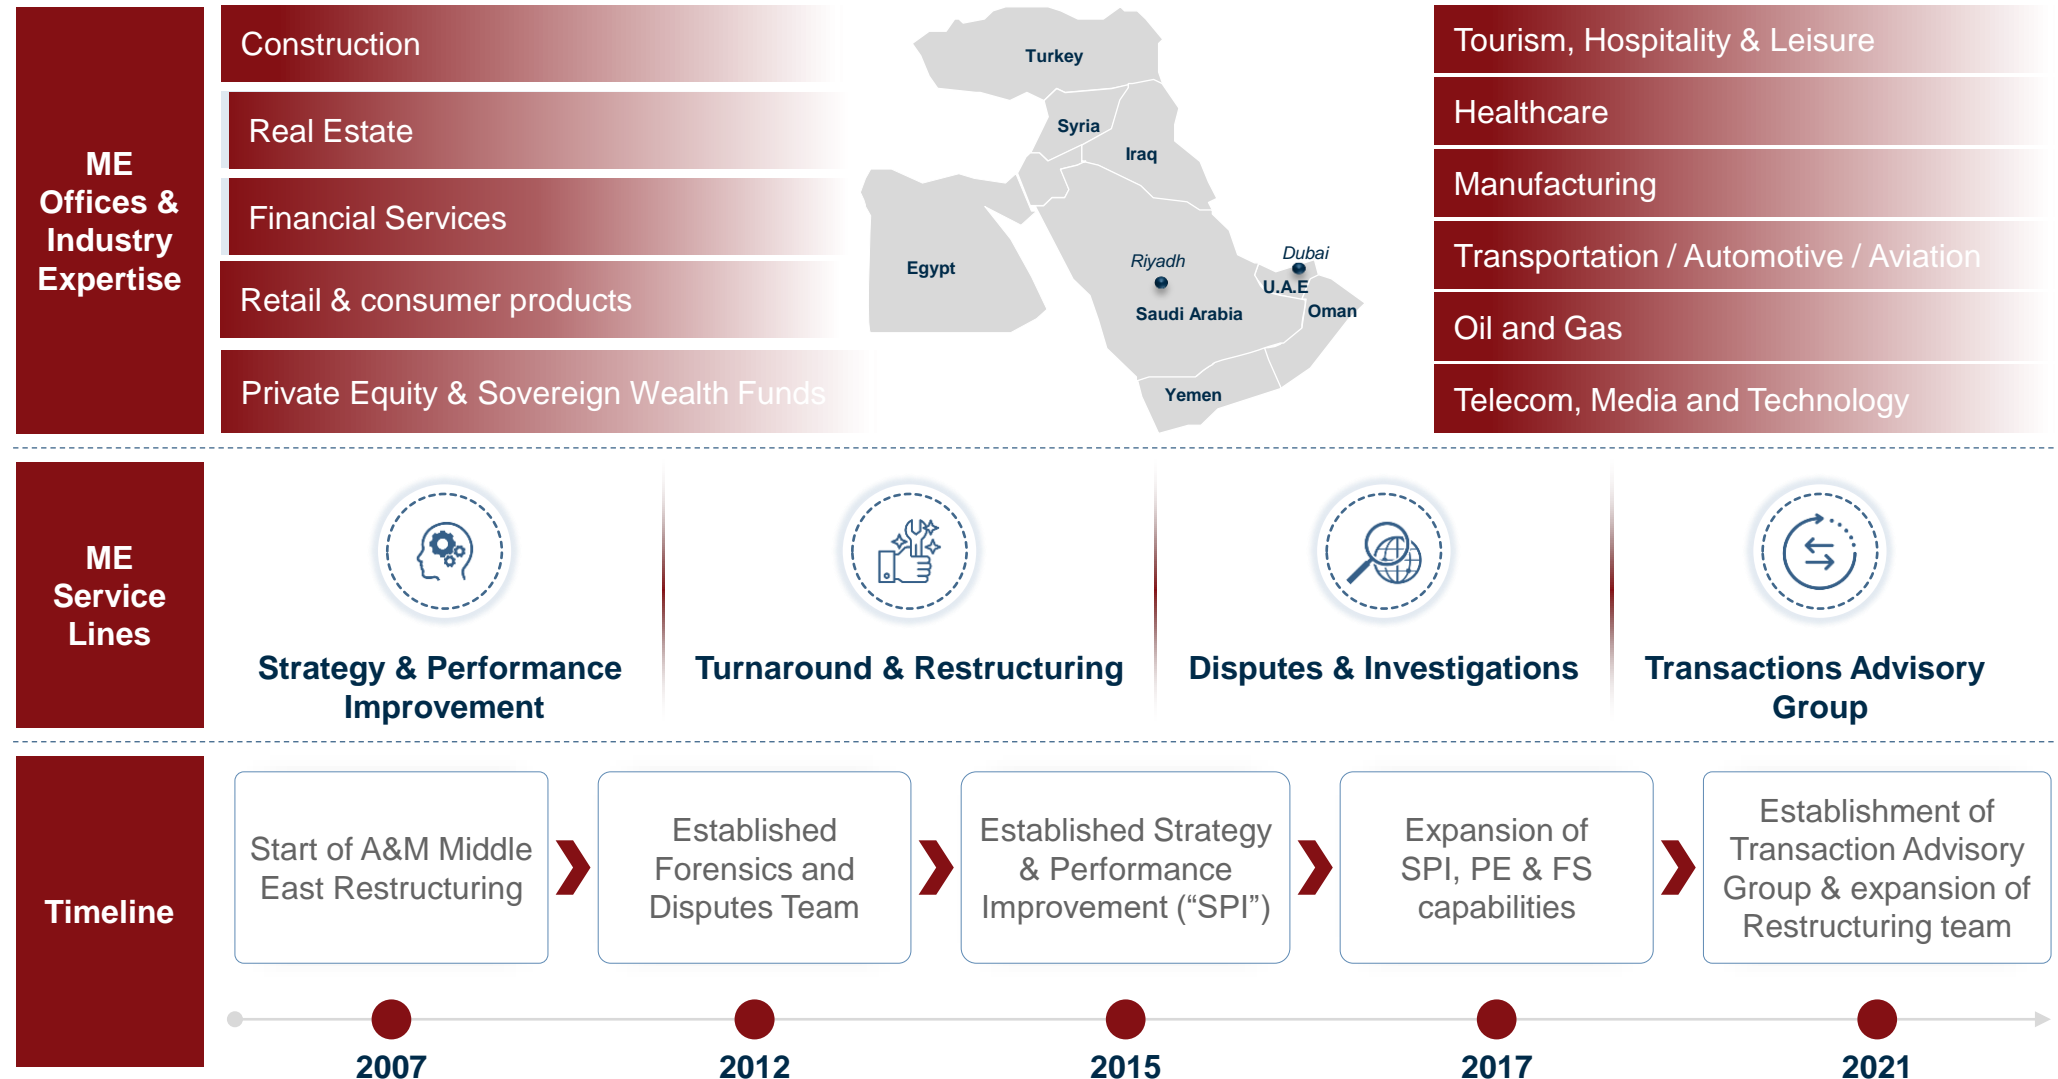 ME
Offices &
Industry
Expertise
Construction
Real Estate
Financial Services
Retail & consumer products
Private Equity & Sovereign Wealth Funds
Turkey
Syria
Iraq
Egypt
Riyadh
Dubai
U.A.E
Saudi Arabia
Oman
Yemen
Tourism, Hospitality & Leisure
Healthcare
Manufacturing
Transportation / Automotive / Aviation
Oil and Gas
Telecom, Media and Technology
ME
Service
Lines
Strategy & Performance
Improvement
Turnaround & Restructuring
Disputes & Investigations
Transactions Advisory
Group
Timeline
Start of A&M Middle
East Restructuring
Established
Forensics and
Disputes Team
Established Strategy
& Performance
Improvement (“SPI”)
Expansion of
SPI, PE & FS
capabilities
Establishment of
Transaction Advisory
Group & expansion of
Restructuring team
2007
2012
2015
2017
2021